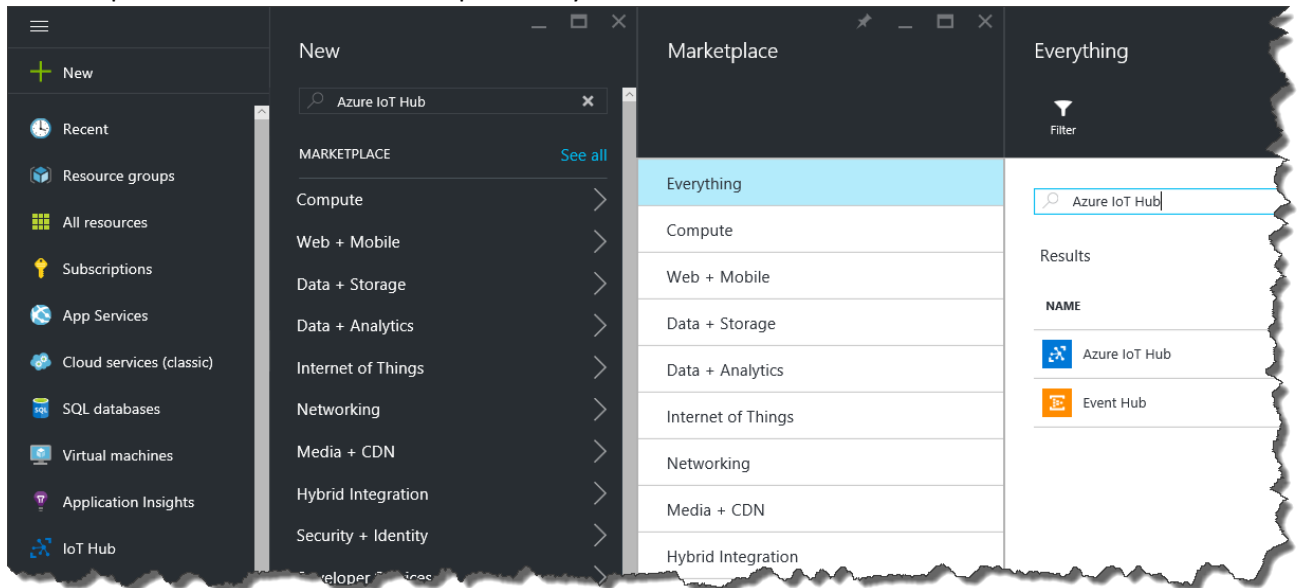 New
Recent
Resource groups
All resources
Subscriptions
App Services
Cloud services (classic)
SQL databases
Virtual machines
Application Insights
IoT Hub
New
Azure IoT Hub
MARKETPLACE See all
Compute
Web + Mobile
Data + Storage
Data + Analytics
Internet of Things
Networking
Media + CDN
Hybrid Integration
Security + Identity
Marketplace
Everything
Compute
Web + Mobile
Data + Storage
Data + Analytics
Internet of Things
Networking
Media + CDN
Hybrid Integration
Everything
Filter
Azure IoT Hub
Results
NAME
Azure IoT Hub
Event Hub